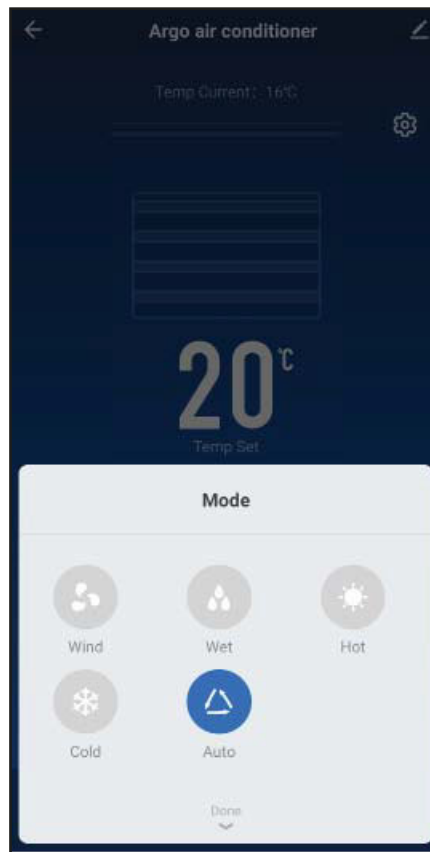 Argo air conditioner
Temp Current: 16℃
20℃
Temp Set
Mode
Wind Wet Hot
Cold Auto
Done